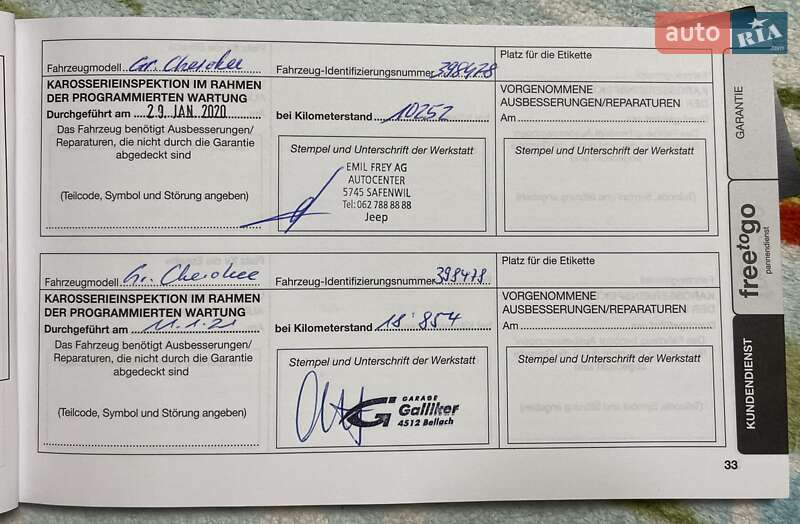 auto RIA .com
Fahrzeugmodell Gr. Cherokee
Fahrzeug-Identifizierungsnummer 398478
Platz für die Etikette
KAROSSERIEINSPEKTION IM RAHMEN
DER PROGRAMMIERTEN WARTUNG
Durchgeführt am 29. JAN. 2020
bei Kilometerstand 10252
VORGENOMMENE
AUSBESSERUNGEN/REPARATUREN
Am
Das Fahrzeug benötigt Ausbesserungen/
Reparaturen, die nicht durch die Garantie
abgedeckt sind
(Teilcode, Symbol und Störung angeben)
Stempel und Unterschrift der Werkstatt
EMIL FREY AG
AUTOCENTER
5745 SAFENWIL
Tel: 062 788 88 88
Jeep
Stempel und Unterschrift der Werkstatt
Fahrzeugmodell Gr. Cherokee
Fahrzeug-Identifizierungsnummer 398478
Platz für die Etikette
KAROSSERIEINSPEKTION IM RAHMEN
DER PROGRAMMIERTEN WARTUNG
Durchgeführt am 11.1.21
bei Kilometerstand 18'854
VORGENOMMENE
AUSBESSERUNGEN/REPARATUREN
Am
Das Fahrzeug benötigt Ausbesserungen/
Reparaturen, die nicht durch die Garantie
abgedeckt sind
(Teilcode, Symbol und Störung angeben)
Stempel und Unterschrift der Werkstatt
GARAGE
Galliker
4512 Bellach
Stempel und Unterschrift der Werkstatt
GARANTIE
freetogo
pannendienst
KUNDENDIENST
33